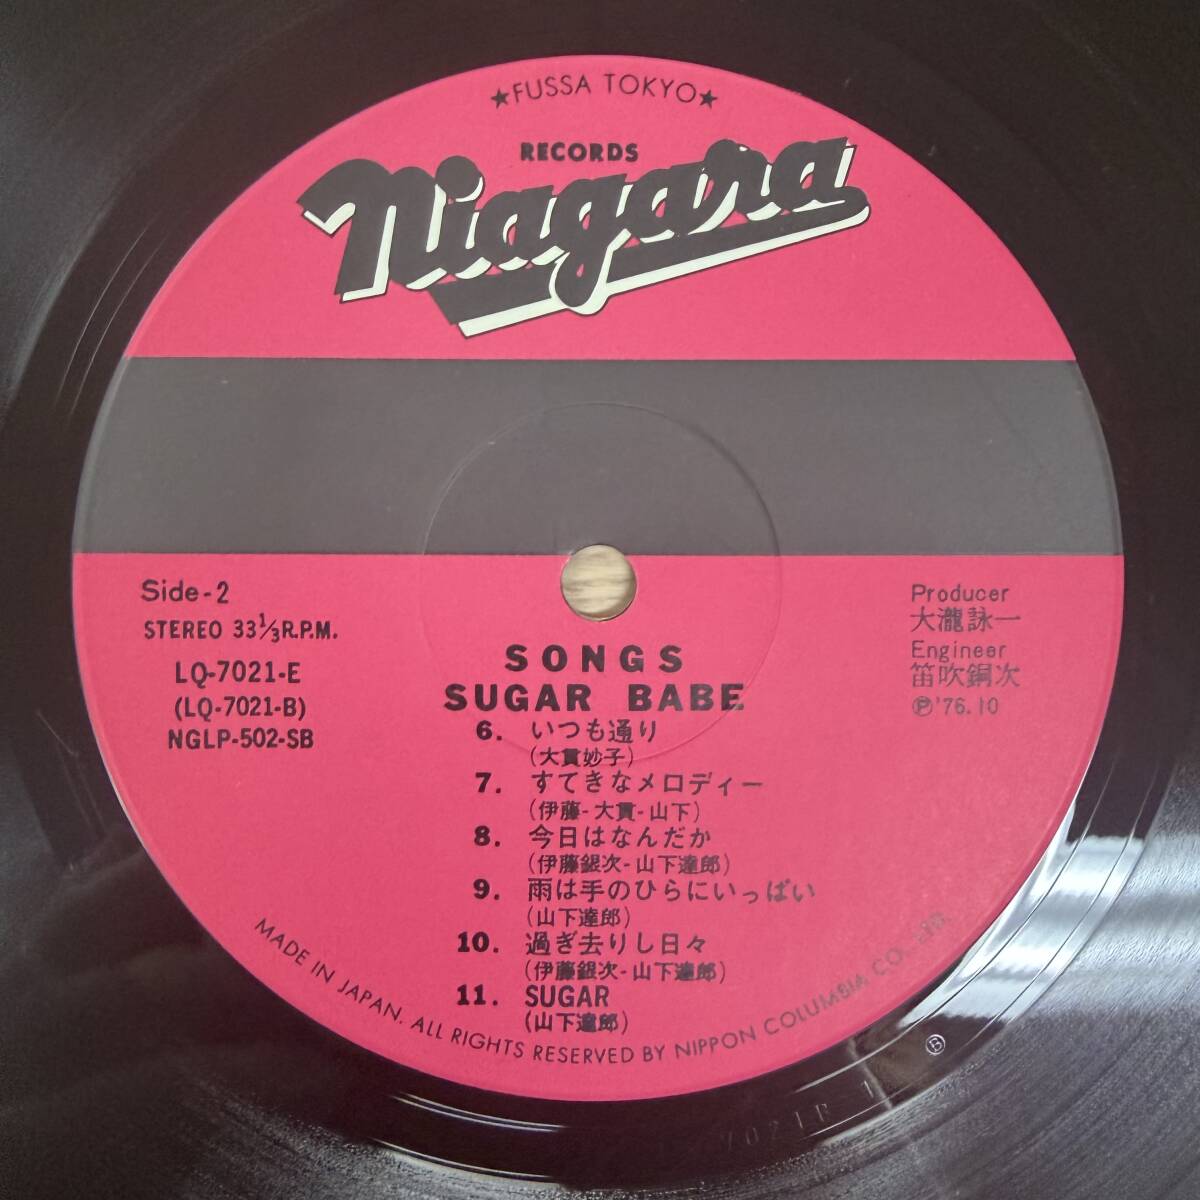 ★FUSSA TOKYO★
RECORDS
Niagara
Side-2
STEREO 33⅓R.P.M.
LQ-7021-E
(LQ-7021-B)
NGLP-502-SB
Producer
大瀧詠一
Engineer
笛吹銅次
Ⓟ'76.10
SONGS
SUGAR BABE
6. いつも通り
(大貫妙子)
7. すてきなメロディー
(伊藤-大貫-山下)
8. 今日はなんだか
(伊藤銀次-山下達郎)
9. 雨は手のひらにいっぱい
(山下達郎)
10. 過ぎ去りし日々
(伊藤銀次-山下達郎)
11. SUGAR
(山下達郎)
MADE IN JAPAN. ALL RIGHTS RESERVED BY NIPPON COLUMBIA CO., LTD.
Ⓑ